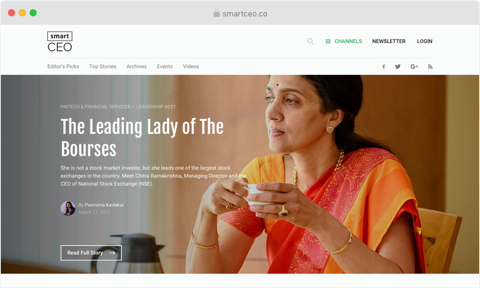 smartceo.co
smart
CEO
CHANNELS NEWSLETTER LOGIN
Editor's Picks Top Stories Archives Events Videos
FINTECH & FINANCIAL SERVICES • LEADERSHIP NEXT
The Leading Lady of The
Bourses
She is not a stock market investor, but she leads one of the largest stock
exchanges in the country. Meet Chitra Ramakrishna, Managing Director and the
CEO of National Stock Exchange (NSE).
By Poornima Kavlekar
March 27, 2017
Read Full Story